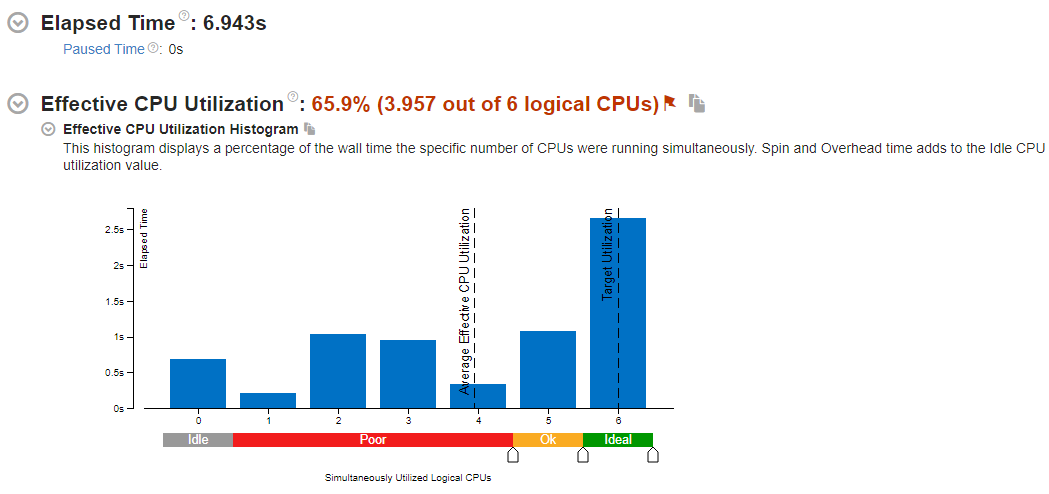 Elapsed Time ?: 6.943s
Paused Time ?: 0s
Effective CPU Utilization ?: 65.9% (3.957 out of 6 logical CPUs)
Effective CPU Utilization Histogram
This histogram displays a percentage of the wall time the specific number of CPUs were running simultaneously. Spin and Overhead time adds to the Idle CPU
utilization value.
Elapsed Time
Average Effective CPU Utilization
Target Utilization
2.5s
2s
1.5s
1s
0.5s
0s
0 1 2 3 4 5 6
Idle Poor Ok Ideal
Simultaneously Utilized Logical CPUs